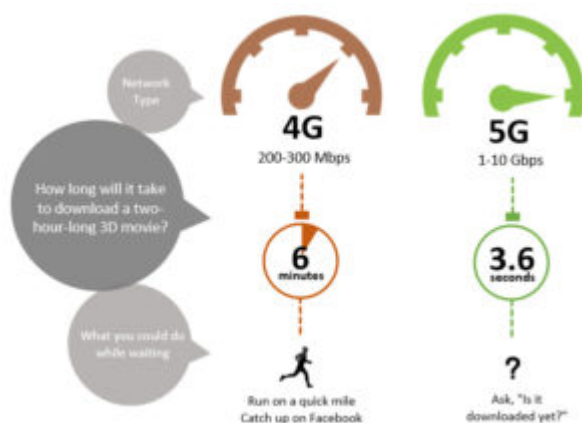 Network
Type
4G
200-300 Mbps
5G
1-10 Gbps
How long will it take
to download a two-
hour-long 3D movie?
6
minutes
3.6
seconds
What you could do
while waiting
Run on a quick mile
Catch up on Facebook
?
Ask, "Is it
downloaded yet?"